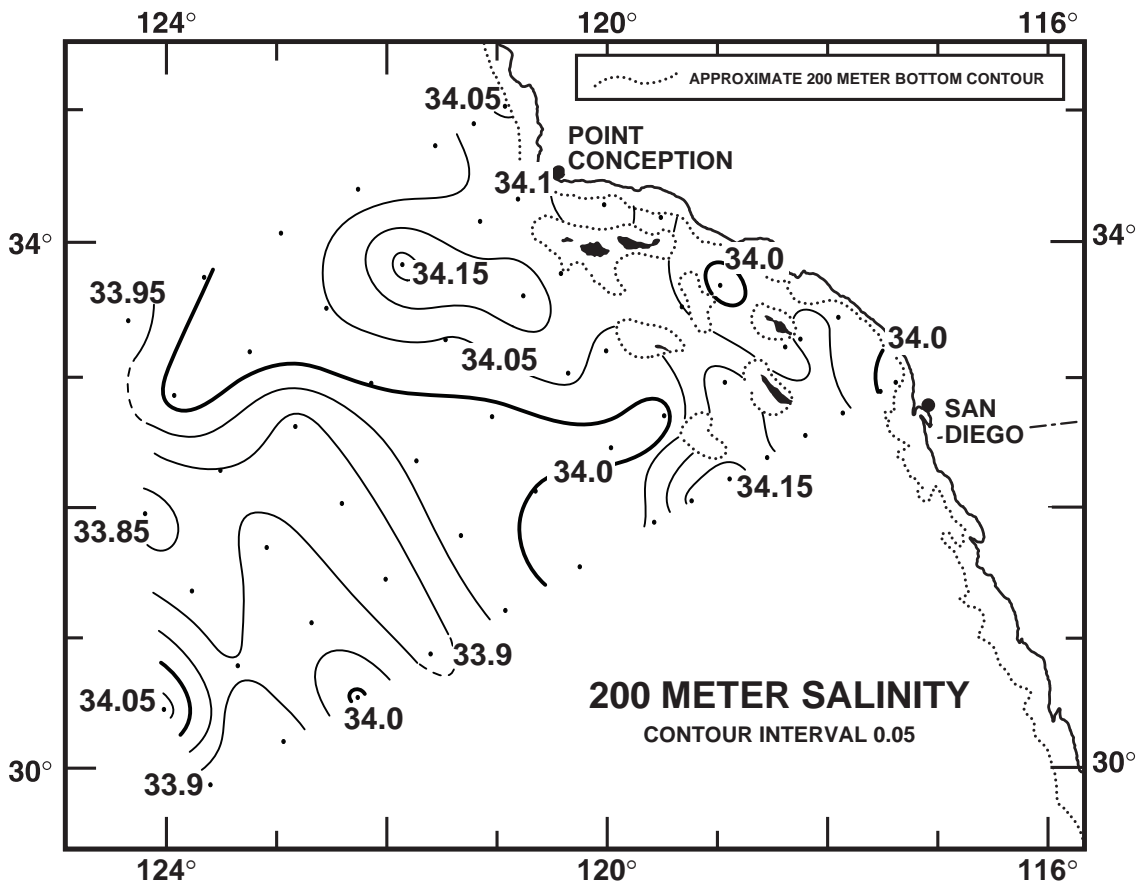 124° 120° 116°
APPROXIMATE 200 METER BOTTOM CONTOUR
34.05
POINT
CONCEPTION
34.1
34° 34°
34.0
34.15
33.95
34.05
34.0
SAN
DIEGO
34.0
34.15
33.85
33.9
200 METER SALINITY
34.05
34.0
CONTOUR INTERVAL 0.05
30° 30°
33.9
124° 120° 116°